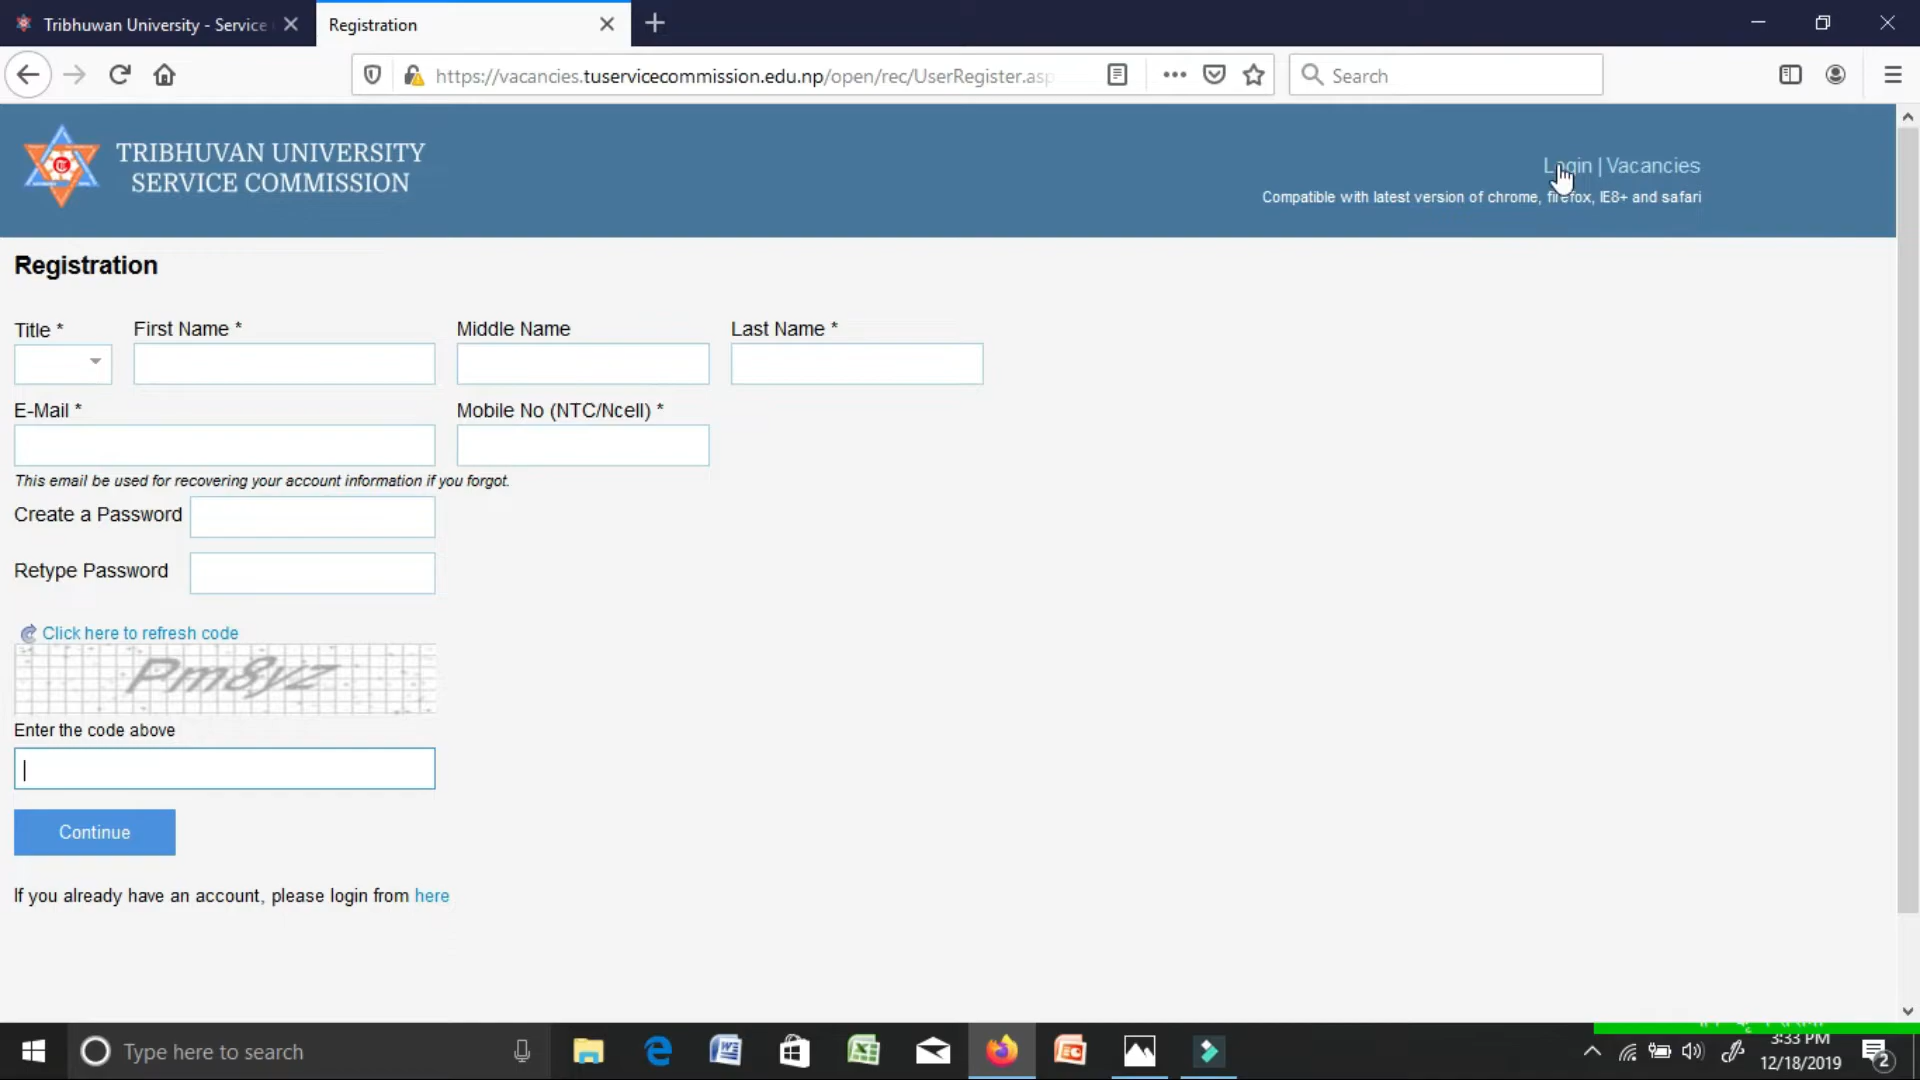 Tribhuwan University - Service
Registration
https://vacancies.tuservicecommission.edu.np/open/rec/UserRegister.asp
Search
TRIBHUVAN UNIVERSITY
SERVICE COMMISSION
Login | Vacancies
Compatible with latest version of chrome, firefox, IE8+ and safari
Registration
Title * First Name * Middle Name Last Name *
E-Mail * Mobile No (NTC/Ncell) *
This email be used for recovering your account information if you forgot.
Create a Password
Retype Password
Click here to refresh code
Pm8yz
Enter the code above
Continue
If you already have an account, please login from here
Type here to search
3:33 PM
12/18/2019
2